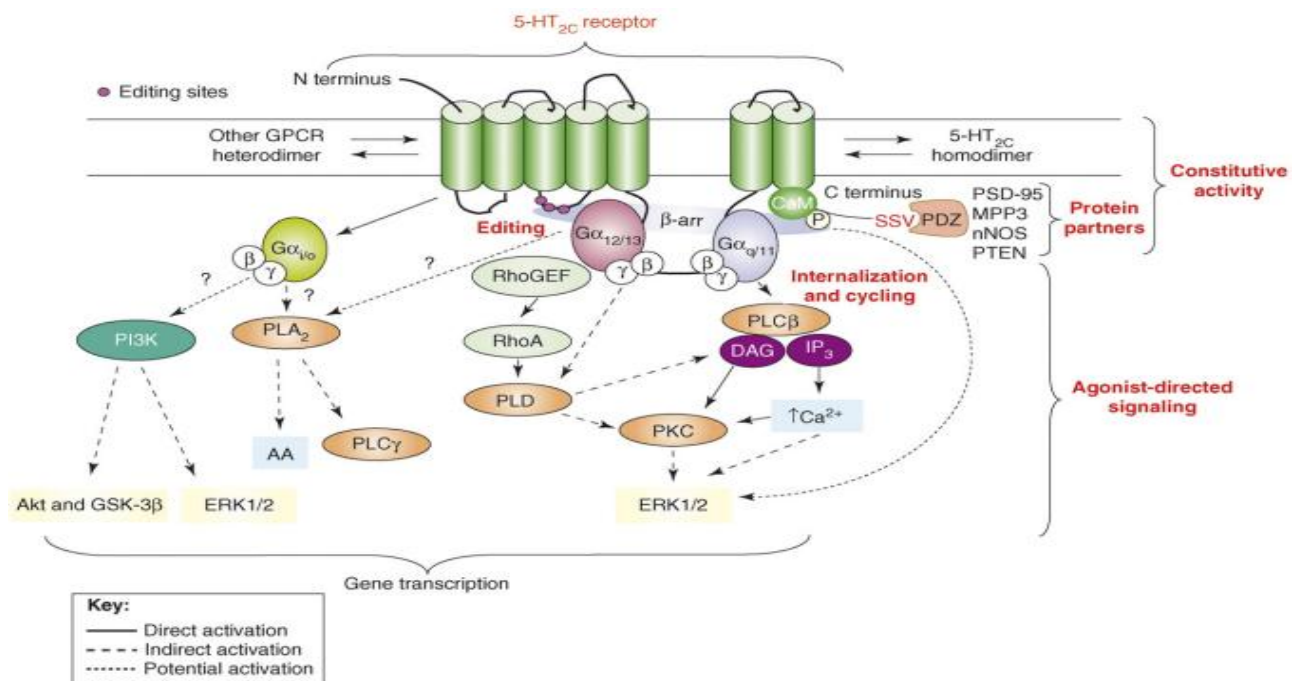 5-HT2C receptor
N terminus
Editing sites
Other GPCR
heterodimer
5-HT2C
homodimer
Constitutive
activity
CaM
C terminus
P
SSV
PDZ
PSD-95
MPP3
nNOS
PTEN
Protein
partners
Editing
β-arr
Gαi/o
β
γ
Gα12/13
γ
β
Gαq/11
β
γ
?
?
?
RhoGEF
Internalization
and cycling
PI3K
PLA2
RhoA
PLCβ
DAG
IP3
Agonist-directed
signaling
PLD
PKC
↑Ca2+
AA
PLCγ
Akt and GSK-3β
ERK1/2
ERK1/2
Gene transcription
Key:
Direct activation
Indirect activation
Potential activation